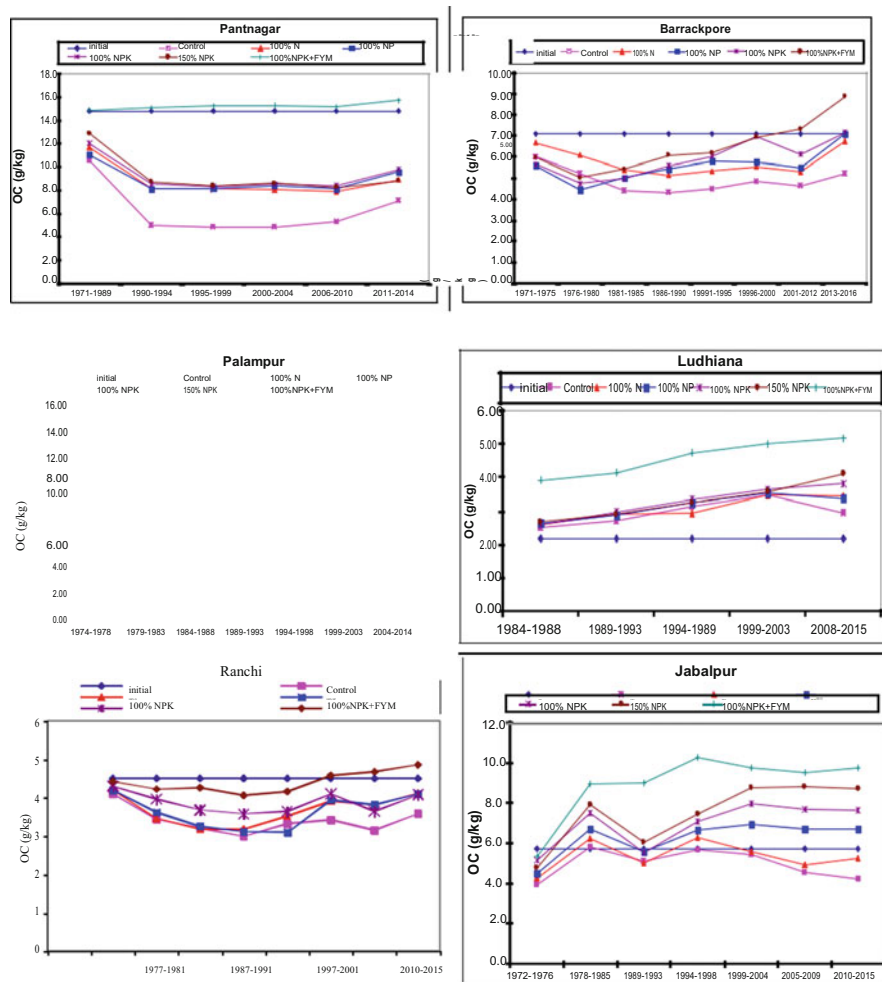 Pantnagar
initial Control 100% N 100% NP
100% NPK 150% NPK 100%NPK+FYM
18.0
16.0
14.0
12.0
10.0
8.0
6.0
4.0
2.0
0.0
OC (g/kg)
1971-1989 1990-1994 1995-1999 2000-2004 2006-2010 2011-2014
Barrackpore
initial Control 100% N 100% NP 100% NPK 100%NPK+FYM
10.00
9.00
8.00
7.00
5.00
6.00
5.00
4.00
3.00
2.00
1.00
0.00
OC (g/kg)
1971-1975 1976-1980 1981-1985 1986-1990 19991-1995 19996-2000 2001-2012 2013-2016
Palampur
initial Control 100% N 100% NP
100% NPK 150% NPK 100%NPK+FYM
16.00
14.00
12.00
8.00
10.00
6.00
4.00
2.00
0.00
OC (g/kg)
1974-1978 1979-1983 1984-1988 1989-1993 1994-1998 1999-2003 2004-2014
Ludhiana
initial Control 100% N 100% NP 100% NPK 150% NPK 100%NPK+FYM
6.00
5.00
4.00
2.00
1.00
0.00
OC (g/kg)
1984-1988 1989-1993 1994-1989 1999-2003 2008-2015
Ranchi
initial Control
100% NPK 100%NPK+FYM
6
5
4
3
2
1
0
OC (g/kg)
1977-1981 1987-1991 1997-2001 2010-2015
Jabalpur
100% NPK 150% NPK 100%NPK+FYM
12.0
10.0
8.0
6.0
4.0
2.0
0.0
OC (g/kg)
1972-1976 1978-1985 1989-1993 1994-1998 1999-2004 2005-2009 2010-2015